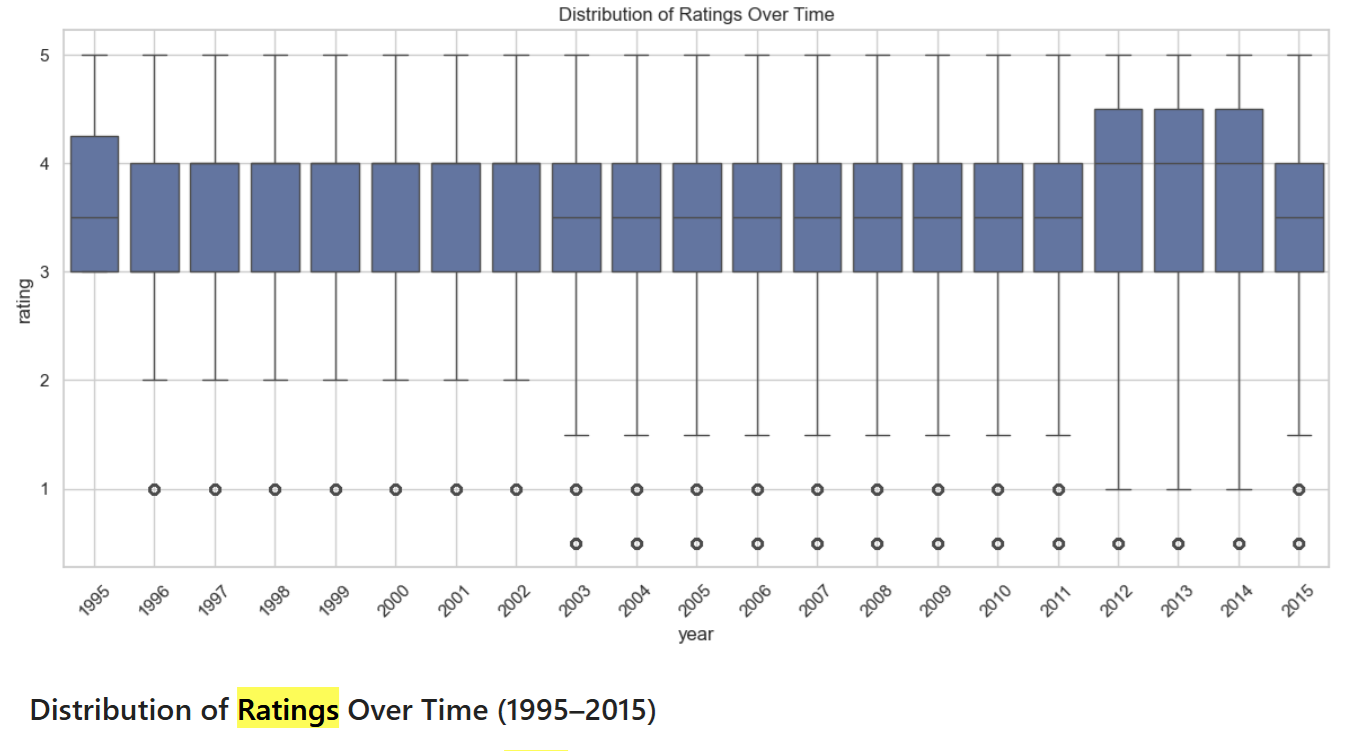 Distribution of Ratings Over Time
5
4
3
2
1
rating
1995 1996 1997 1998 1999 2000 2001 2002 2003 2004 2005 2006 2007 2008 2009 2010 2011 2012 2013 2014 2015
year
Distribution of Ratings Over Time (1995–2015)